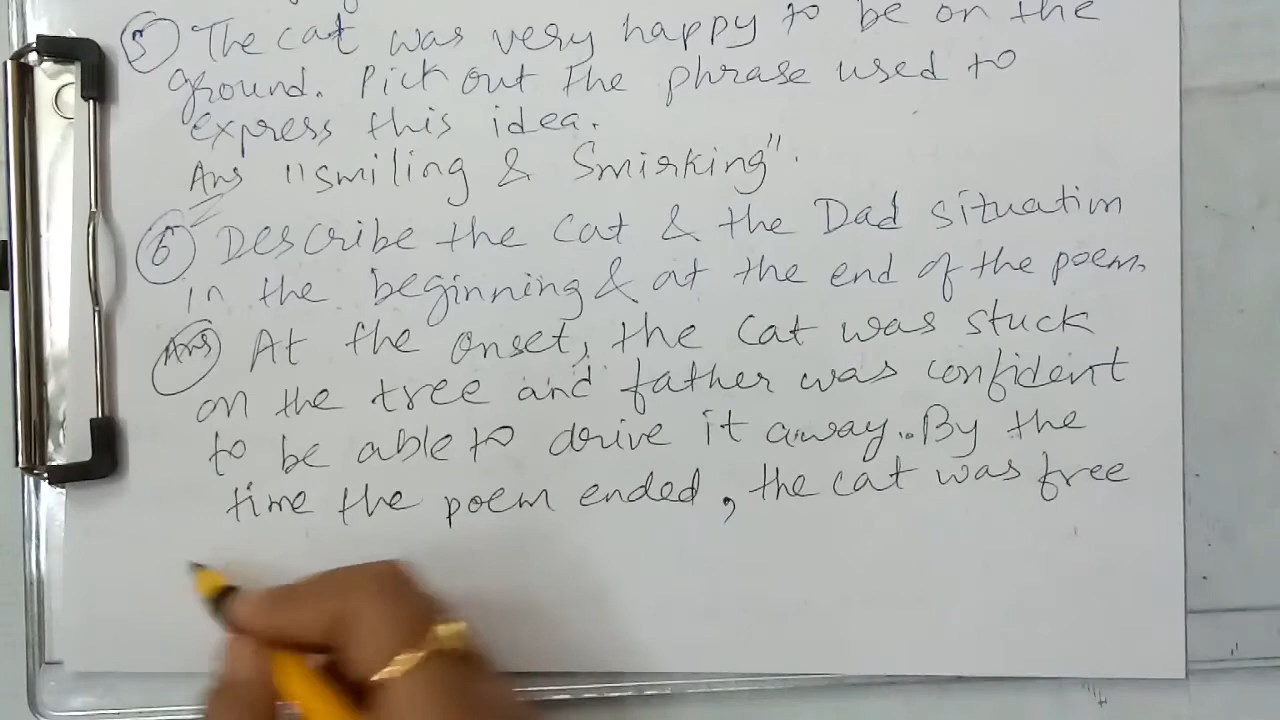 5 The cat was very happy to be on the
ground. Pick out the phrase used to
express this idea.
Ans "smiling & Smirking".
6 Describe the Cat & the Dad situation
in the beginning & at the end of the poem.
Ans At the onset, the Cat was stuck
on the tree and father was confident
to be able to drive it away. By the
time the poem ended, the cat was free